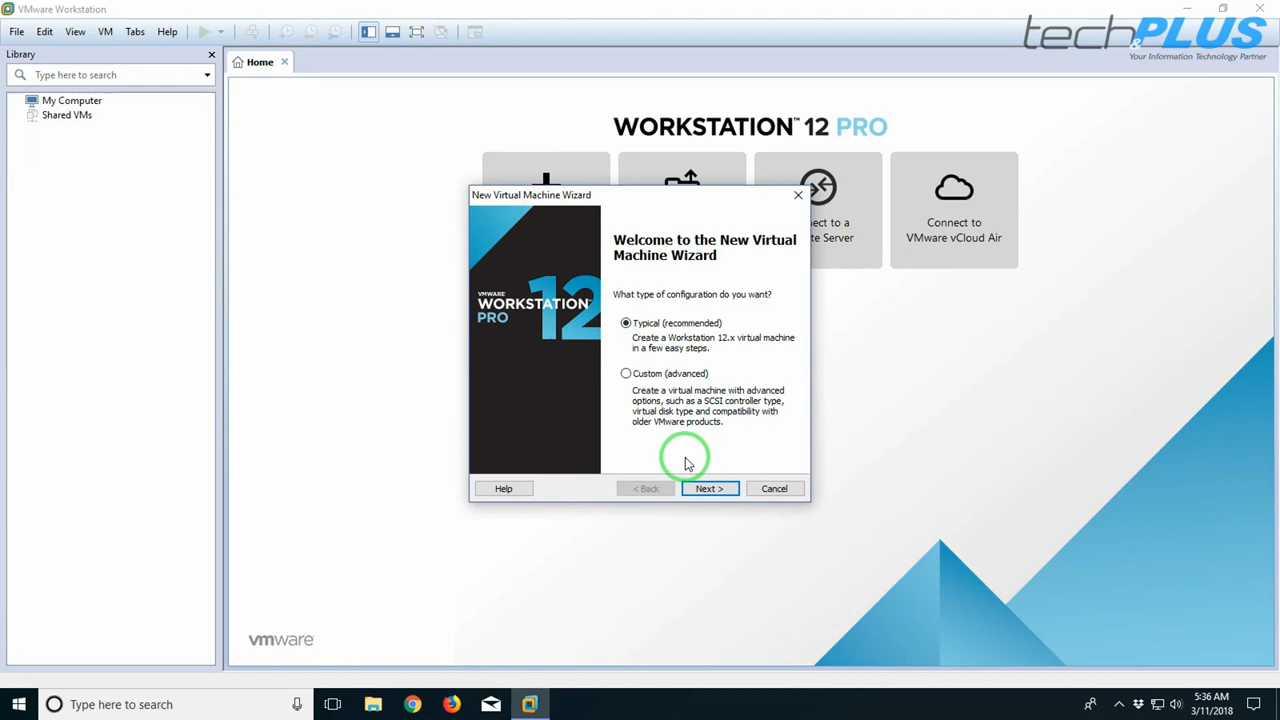 VMware Workstation
File Edit View VM Tabs Help
tech&PLUS
Your Information Technology Partner
Library
Type here to search
My Computer
Shared VMs
Home
WORKSTATION™ 12 PRO
nect to a
te Server
Connect to
VMware vCloud Air
New Virtual Machine Wizard
VMWARE
WORKSTATION™
PRO 12
Welcome to the New Virtual
Machine Wizard
What type of configuration do you want?
Typical (recommended)
Create a Workstation 12.x virtual machine
in a few easy steps.
Custom (advanced)
Create a virtual machine with advanced
options, such as a SCSI controller type,
virtual disk type and compatibility with
older VMware products.
Help < Back Next > Cancel
vmware
Type here to search
5:36 AM
3/11/2018